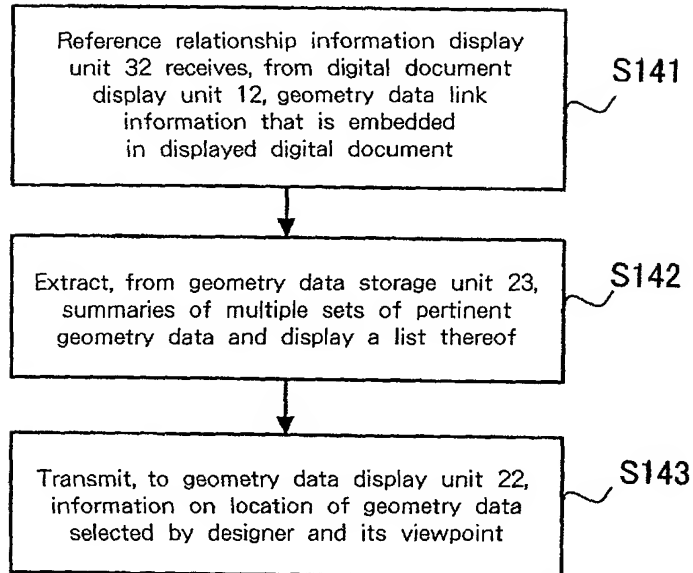 Reference relationship information display
unit 32 receives, from digital document
display unit 12, geometry data link
information that is embedded
in displayed digital document
S141
Extract, from geometry data storage unit 23,
summaries of multiple sets of pertinent
geometry data and display a list thereof
S142
Transmit, to geometry data display unit 22,
information on location of geometry data
selected by designer and its viewpoint
S143